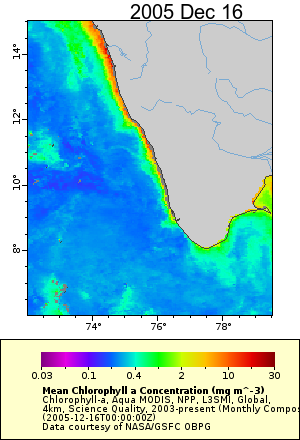 2005 Dec 16
14°
12°
10°
8°
74° 76° 78°
0.03 0.1 0.4 2 10 30
Mean Chlorophyll a Concentration (mg m^-3)
Chlorophyll-a, Aqua MODIS, NPP, L3SMI, Global,
4km, Science Quality, 2003-present (Monthly Compos
(2005-12-16T00:00:00Z)
Data courtesy of NASA/GSFC OBPG